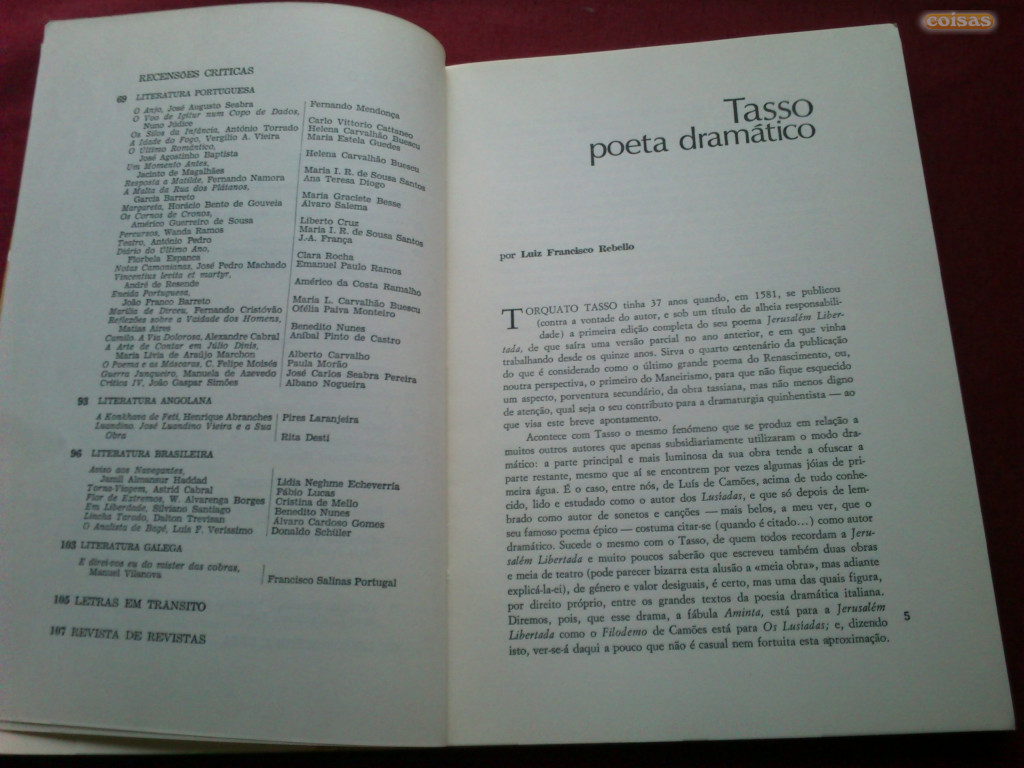 coisas
RECENSÕES CRÍTICAS
69 LITERATURA PORTUGUESA
O Anjo, José Augusto Seabra Fernando Mendonça
O Voo de Igitur num Copo de Dados,
Nuno Júdice Carlo Vittorio Cattaneo
Os Sítios da Infância, António Torrado Helena Carvalhão Buescu
A Idade do Fogo, Vergílio A. Vieira Maria Estela Guedes
O Último Romântico,
José Agostinho Baptista Helena Carvalhão Buescu
Um Momento Antes,
Jacinto de Magalhães Maria I. R. de Sousa Santos
Resposta a Matilde, Fernando Namora Ana Teresa Diogo
A Malta da Rua dos Plátanos,
Garcia Barreto Maria Graciete Besse
Margareta, Horácio Bento de Gouveia Álvaro Salema
Os Cornos de Cronos,
Américo Guerreiro de Sousa Liberto Cruz
Percursos, Wanda Ramos Maria I. R. de Sousa Santos
Teatro, António Pedro J.-A. França
Diário do Último Ano,
Florbela Espanca Clara Rocha
Notas Camonianas, José Pedro Machado Emanuel Paulo Ramos
Vincentius levita et martyr,
André de Resende Américo da Costa Ramalho
Eneida Portuguesa,
João Franco Barreto Maria L. Carvalhão Buescu
Marília de Dirceu, Fernando Cristóvão Ofélia Paiva Monteiro
Reflexões sobre a Vaidade dos Homens,
Matias Aires Benedito Nunes
Camilo. A Via Dolorosa, Alexandre Cabral Aníbal Pinto de Castro
A Arte de Contar em Júlio Dinis,
Maria Lívia de Araújo Marchon Alberto Carvalho
O Poema e as Máscaras, C. Felipe Moisés Paula Morão
Guerra Junqueiro, Manuela de Azevedo José Carlos Seabra Pereira
Crítica IV, João Gaspar Simões Albano Nogueira
93 LITERATURA ANGOLANA
A Konkhava de Feti, Henrique Abranches Pires Laranjeira
Luandino. José Luandino Vieira e a Sua
Obra Rita Desti
96 LITERATURA BRASILEIRA
Aviso aos Navegantes,
Jamil Almansur Haddad Lídia Neghme Echeverría
Torna-Viagem, Astrid Cabral Fábio Lucas
Flor de Extremos, W. Alvarenga Borges Cristina de Mello
Em Liberdade, Silviano Santiago Benedito Nunes
Lincha Tarado, Dalton Trevisan Álvaro Cardoso Gomes
O Analista de Bagé, Luís F. Veríssimo Donaldo Schüler
103 LITERATURA GALEGA
E direi-vos eu do mister das cobras,
Manuel Vilanova Francisco Salinas Portugal
105 LETRAS EM TRÂNSITO
107 REVISTA DE REVISTAS
Tasso
poeta dramático
por Luiz Francisco Rebello
TORQUATO TASSO tinha 37 anos quando, em 1581, se publicou
(contra a vontade do autor, e sob um título de alheia responsabili-
dade) a primeira edição completa do seu poema Jerusalém Liber-
tada, de que saíra uma versão parcial no ano anterior, e em que vinha
trabalhando desde os quinze anos. Sirva o quarto centenário da publicação
do que é considerado como o último grande poema do Renascimento, ou,
noutra perspectiva, o primeiro do Maneirismo, para que não fique esquecido
um aspecto, porventura secundário, da obra tassiana, mas não menos digno
de atenção, qual seja o seu contributo para a dramaturgia quinhentista — ao
que visa este breve apontamento.
Acontece com Tasso o mesmo fenómeno que se produz em relação a
muitos outros autores que apenas subsidiariamente utilizaram o modo dra-
mático: a parte principal e mais luminosa da sua obra tende a ofuscar a
parte restante, mesmo que aí se encontrem por vezes algumas jóias de pri-
meira água. É o caso, entre nós, de Luís de Camões, acima de tudo conhe-
cido, lido e estudado como o autor dos Lusíadas, e que só depois de lem-
brado como autor de sonetos e canções — mais belos, a meu ver, que o
seu famoso poema épico — costuma citar-se (quando é citado...) como autor
dramático. Sucede o mesmo com o Tasso, de quem todos recordam a Jeru-
salém Libertada e muito poucos saberão que escreveu também duas obras
e meia de teatro (pode parecer bizarra esta alusão a «meia obra», mas adiante
explicá-la-ei), de género e valor desiguais, é certo, mas uma das quais figura,
por direito próprio, entre os grandes textos da poesia dramática italiana.
Diremos, pois, que esse drama, a fábula Aminta, está para a Jerusalém
Libertada como o Filodemo de Camões está para Os Lusíadas; e, dizendo
isto, ver-se-á daqui a pouco que não é casual nem fortuita esta aproximação.
5